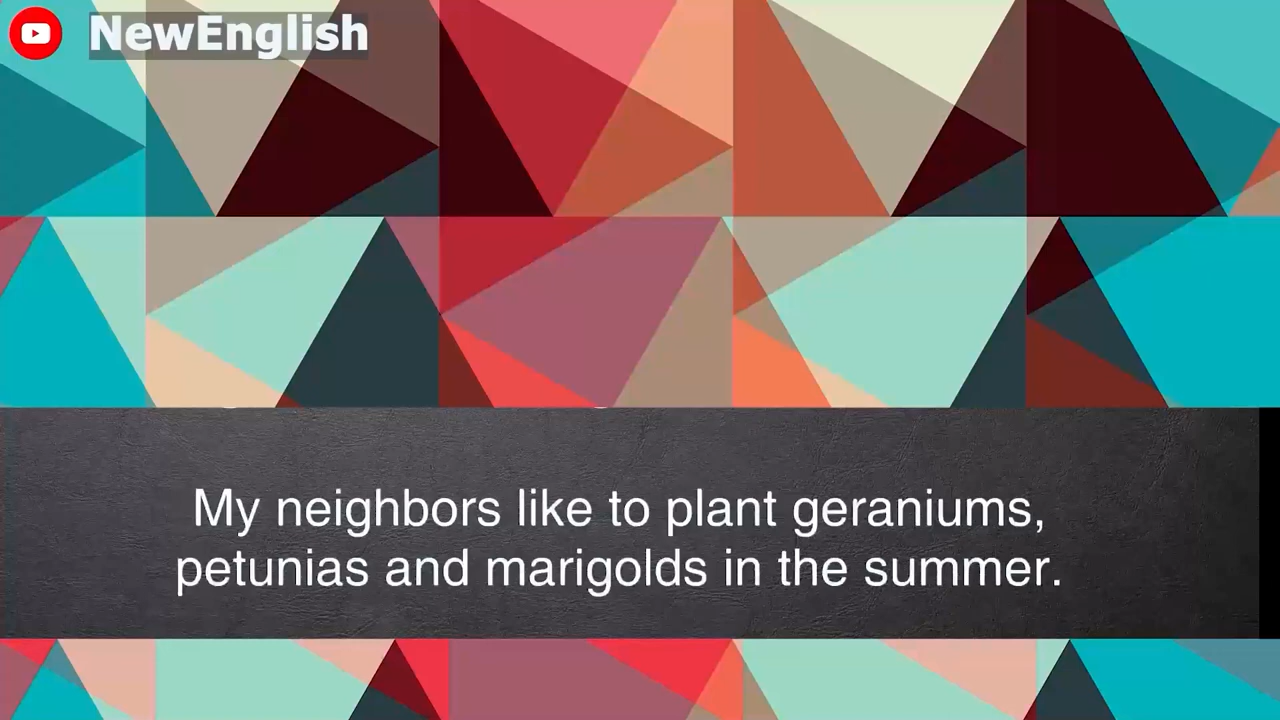 NewEnglish
My neighbors like to plant geraniums,
petunias and marigolds in the summer.